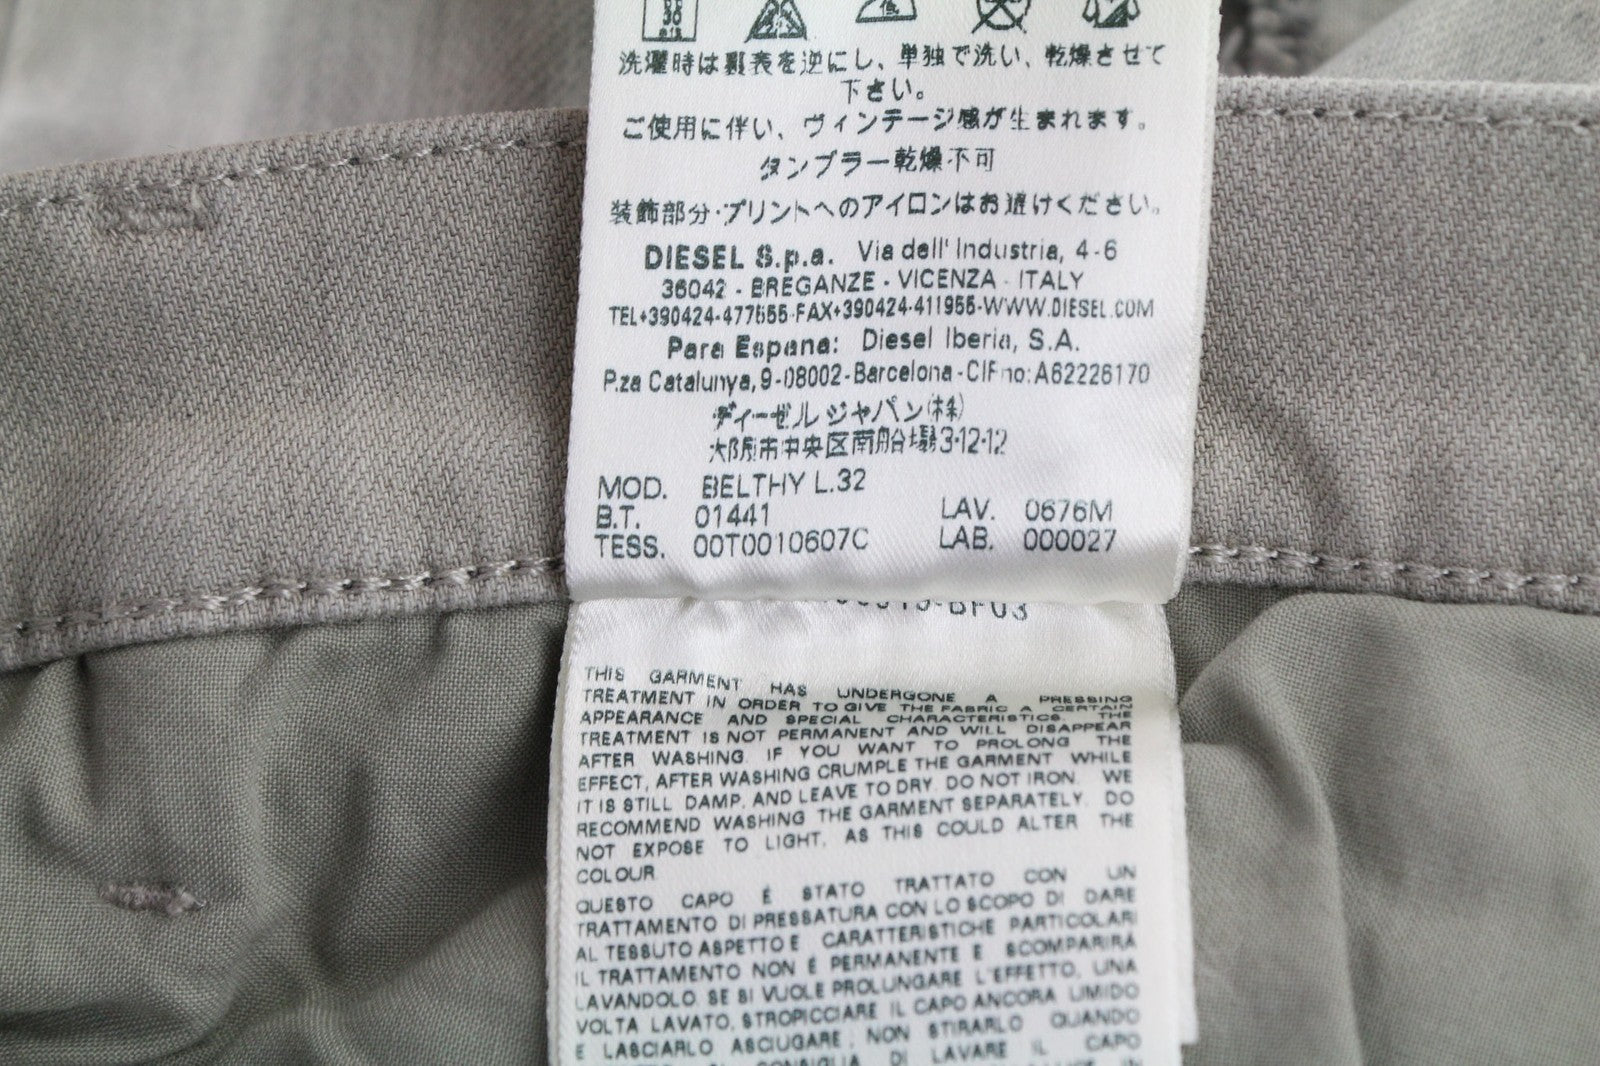 30
洗濯時は裏表を逆にし、単独で洗い、乾燥させて
下さい。
ご使用に伴い、ヴィンテージ感が生まれます。
タンブラー乾燥不可
装飾部分・プリントへのアイロンはお避けください。
DIESEL S.p.a. Via dell' Industria, 4-6
36042 - BREGANZE - VICENZA - ITALY
TEL+390424-477555-FAX+390424-411955-WWW.DIESEL.COM
Para Espana: Diesel Iberia, S.A.
P.za Catalunya, 9-08002-Barcelona-CIF no: A62226170
ディーゼル ジャパン(株)
大阪市中央区南船台場3-12-12
MOD. BELTHY L.32
B.T. 01441 LAV. 0676M
TESS. 00T0010607C LAB. 000027
-BF03
THIS GARMENT HAS UNDERGONE A PRESSING
TREATMENT IN ORDER TO GIVE THE FABRIC A CERTAIN
APPEARANCE AND SPECIAL CHARACTERISTICS. THE
TREATMENT IS NOT PERMANENT AND WILL DISAPPEAR
AFTER WASHING. IF YOU WANT TO PROLONG THE
EFFECT, AFTER WASHING CRUMPLE THE GARMENT WHILE
IT IS STILL DAMP, AND LEAVE TO DRY. DO NOT IRON. WE
RECOMMEND WASHING THE GARMENT SEPARATELY. DO
NOT EXPOSE TO LIGHT, AS THIS COULD ALTER THE
COLOUR
QUESTO CAPO É STATO TRATTATO CON UN
TRATTAMENTO DI PRESSATURA CON LO SCOPO DI DARE
AL TESSUTO ASPETTO E CARATTERISTICHE PARTICOLARI
IL TRATTAMENTO NON É PERMANENTE E SCOMPARIRÀ
LAVANDOLO. SE SI VUOLE PROLUNGARE L'EFFETTO, UNA
VOLTA LAVATO, STROPICCIARE IL CAPO ANCORA UMIDO
E LASCIARLO ASCIUGARE, NON STIRARLO QUANDO
DI LAVARE IL CAPO